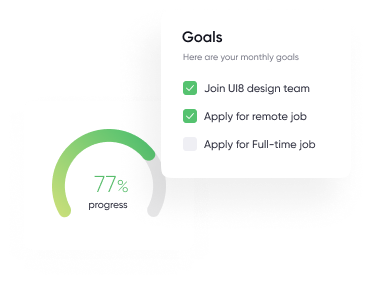 Goals
Here are your monthly goals
Join UI8 design team
Apply for remote job
Apply for Full-time job
77%
progress